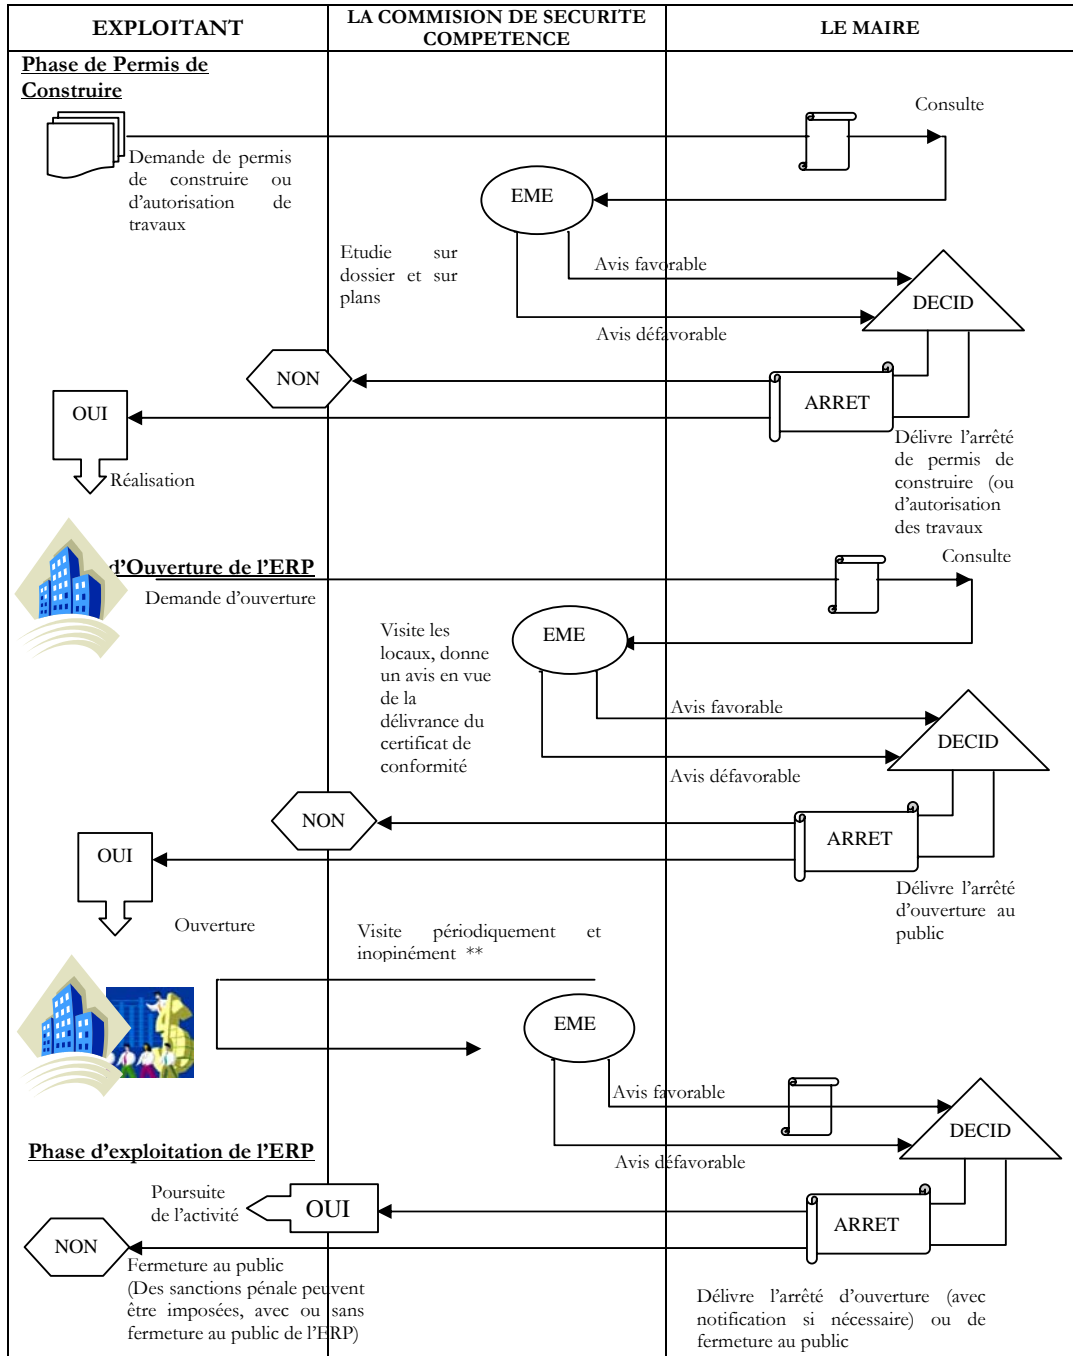 EXPLOITANT
LA COMMISION DE SECURITE
COMPETENCE
LE MAIRE
Phase de Permis de
Construire
Consulte
Demande de permis
de construire ou
d'autorisation de
travaux
EME
Etudie sur
dossier et sur
plans
Avis favorable
DECID
Avis défavorable
NON
ARRET
OUI
Délivre l'arrêté
de permis de
construire (ou
d'autorisation
des travaux
Réalisation
d'Ouverture de l'ERP
Consulte
Demande d'ouverture
Visite les
locaux, donne
un avis en vue
de la
délivrance du
certificat de
conformité
EME
Avis favorable
DECID
Avis défavorable
NON
ARRET
OUI
Délivre l'arrêté
d'ouverture au
public
Ouverture
Visite périodiquement et
inopinément **
EME
Avis favorable
DECID
Phase d'exploitation de l'ERP
Avis défavorable
Poursuite
de l'activité
OUI
ARRET
NON
Fermeture au public
(Des sanctions pénale peuvent
être imposées, avec ou sans
fermeture au public de l'ERP)
Délivre l'arrêté d'ouverture (avec
notification si nécessaire) ou de
fermeture au public